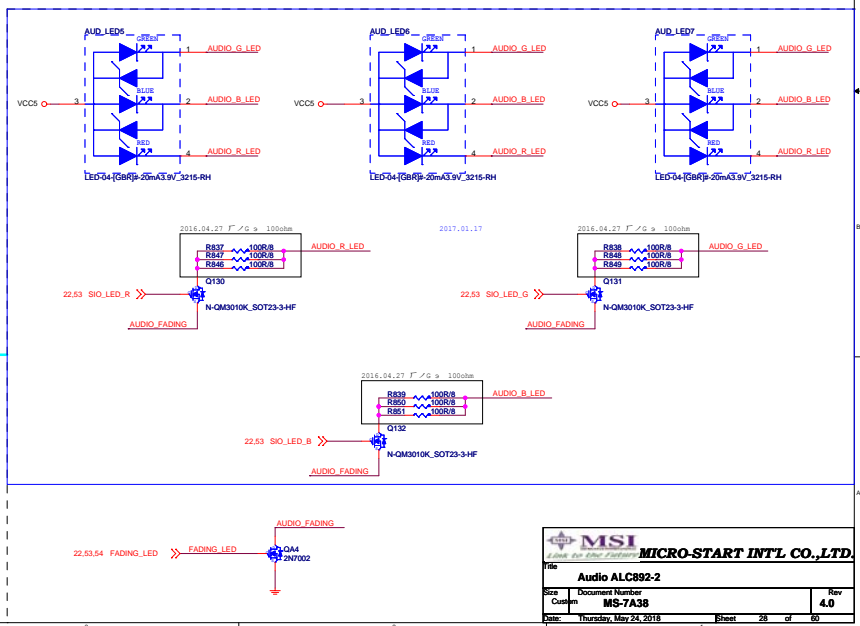 AUD_LED5
GREEN
1 AUDIO_G_LED
BLUE
VCC5 3 2 AUDIO_B_LED
RED
4 AUDIO_R_LED
LED-04-[GBR]#-20mA3.9V_3215-RH
AUD_LED6
GREEN
1 AUDIO_G_LED
BLUE
VCC5 3 2 AUDIO_B_LED
RED
4 AUDIO_R_LED
LED-04-[GBR]#-20mA3.9V_3215-RH
AUD_LED7
GREEN
1 AUDIO_G_LED
BLUE
VCC5 3 2 AUDIO_B_LED
RED
4 AUDIO_R_LED
LED-04-[GBR]#-20mA3.9V_3215-RH
2016.04.27 100ohm
R837 100R/8 AUDIO_R_LED
R847 100R/8
R846 100R/8
Q130
22,53 SIO_LED_R
N-QM3010K_SOT23-3-HF
AUDIO_FADING
2017.01.17
2016.04.27 100ohm
R838 100R/8 AUDIO_G_LED
R848 100R/8
R849 100R/8
Q131
22,53 SIO_LED_G
N-QM3010K_SOT23-3-HF
AUDIO_FADING
2016.04.27 100ohm
R839 100R/8 AUDIO_B_LED
R850 100R/8
R851 100R/8
Q132
22,53 SIO_LED_B
N-QM3010K_SOT23-3-HF
AUDIO_FADING
B
A
AUDIO_FADING
22,53,54 FADING_LED FADING_LED QA4
2N7002
MSI
Link to the Future
MICRO-START INT'L CO.,LTD.
Title
Audio ALC892-2
Size Document Number Rev
Custom MS-7A38 4.0
Date: Thursday, May 24, 2018 Sheet 28 of 60